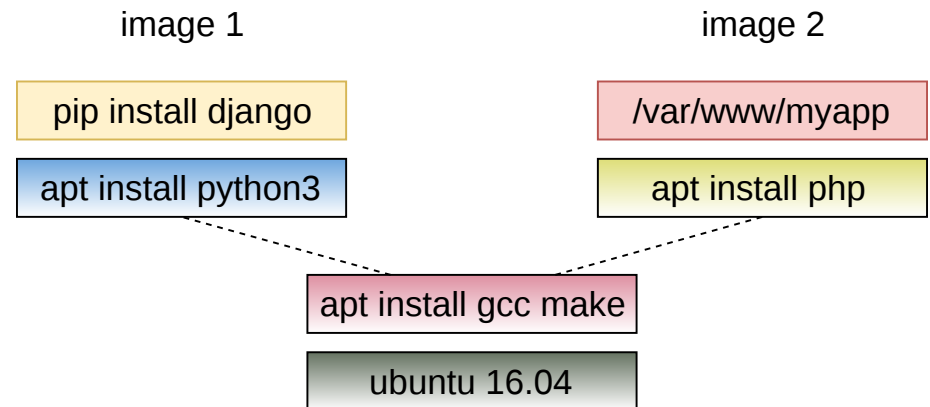 image 1
image 2
pip install django
/var/www/myapp
apt install python3
apt install php
apt install gcc make
ubuntu 16.04